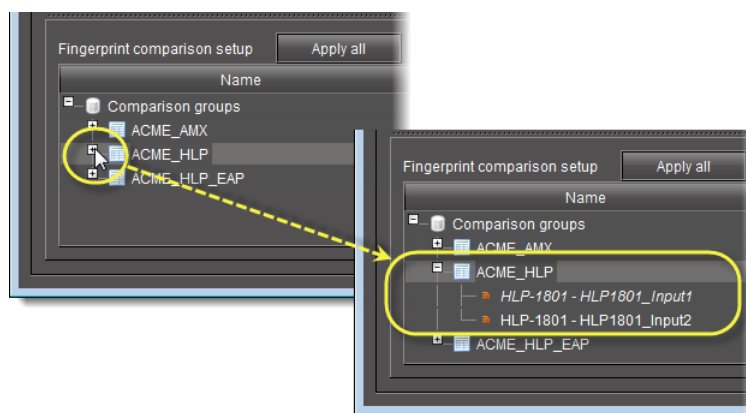 Fingerprint comparison setup Apply all
Name
Comparison groups
ACME_AMX
ACME_HLP
ACME_HLP_EAP
Fingerprint comparison setup Apply all
Name
Comparison groups
ACME_AMX
ACME_HLP
HLP-1801 - HLP1801_Input1
HLP-1801 - HLP1801_Input2
ACME_HLP_EAP